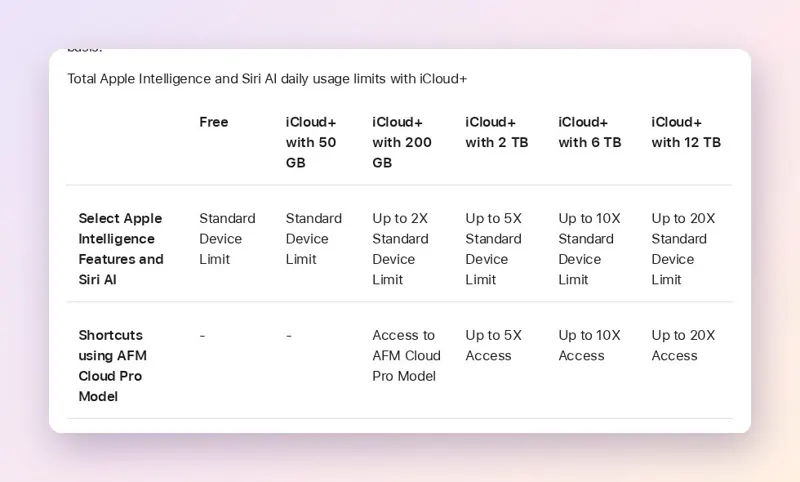 basis.
Total Apple Intelligence and Siri AI daily usage limits with iCloud+
Free
iCloud+
with 50
GB
iCloud+
with 200
GB
iCloud+
with 2 TB
iCloud+
with 6 TB
iCloud+
with 12 TB
Select Apple
Intelligence
Features and
Siri AI
Standard
Device
Limit
Standard
Device
Limit
Up to 2X
Standard
Device
Limit
Up to 5X
Standard
Device
Limit
Up to 10X
Standard
Device
Limit
Up to 20X
Standard
Device
Limit
Shortcuts
using AFM
Cloud Pro
Model
-
-
Access to
AFM Cloud
Pro Model
Up to 5X
Access
Up to 10X
Access
Up to 20X
Access